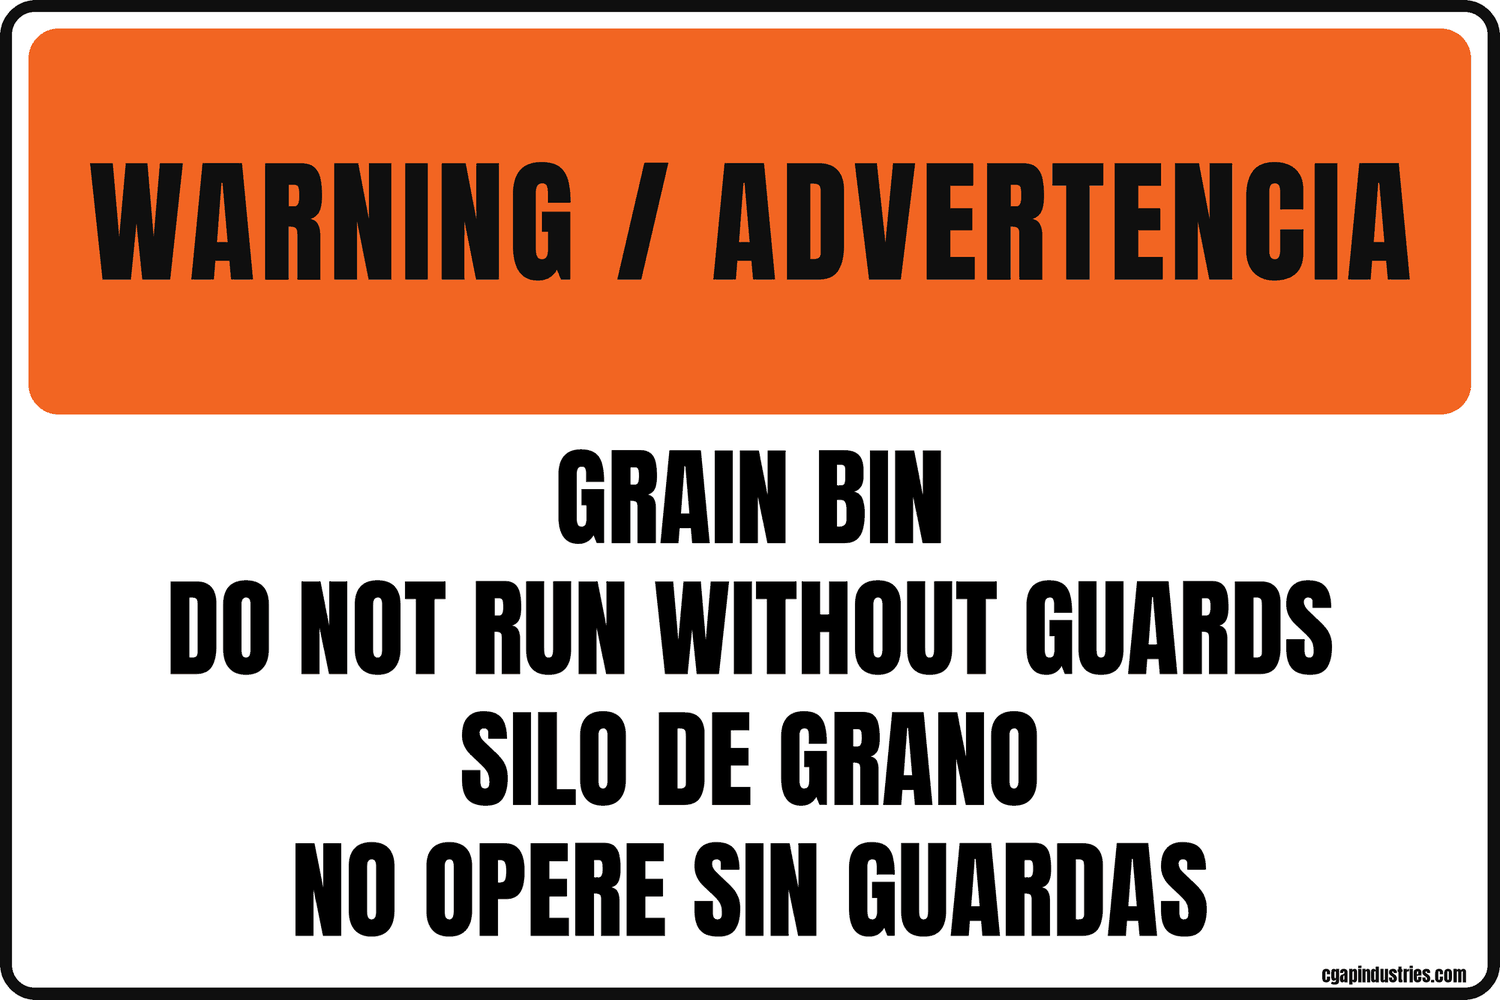 WARNING / ADVERTENCIA
GRAIN BIN
DO NOT RUN WITHOUT GUARDS
SILO DE GRANO
NO OPERE SIN GUARDAS
cgapindustries.com